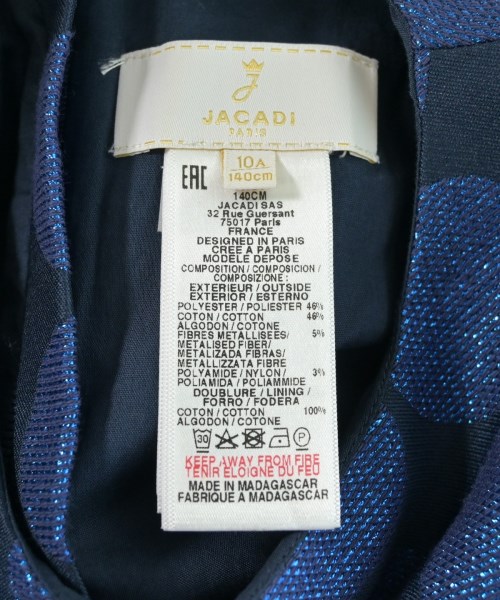 J
JACADI
PARIS
10A
140cm
EAC
140CM
JACADI SAS
32 Rue Guersant
75017 Paris
FRANCE
DESIGNED IN PARIS
CREE A PARIS
MODELE DEPOSE
COMPOSITION / COMPOSICION /
COMPOSIZIONE :
EXTERIEUR / OUTSIDE
EXTERIOR / ESTERNO
POLYESTER / POLIESTER 46%
COTON / COTTON 46%
ALGODON / COTONE
FIBRES METALLISEES/ 5%
METALISED FIBER/
METALIZADA FIBRAS/
METALLIZZATA FIBRE
POLYAMIDE / NYLON / 3%
POLIAMIDA / POLIAMMIDE
DOUBLURE / LINING /
FORRO / FODERA
COTON / COTTON 100%
ALGODON / COTONE
30 P
KEEP AWAY FROM FIRE
TENIR ELOIGNE DU FEU
MADE IN MADAGASCAR
FABRIQUE A MADAGASCAR